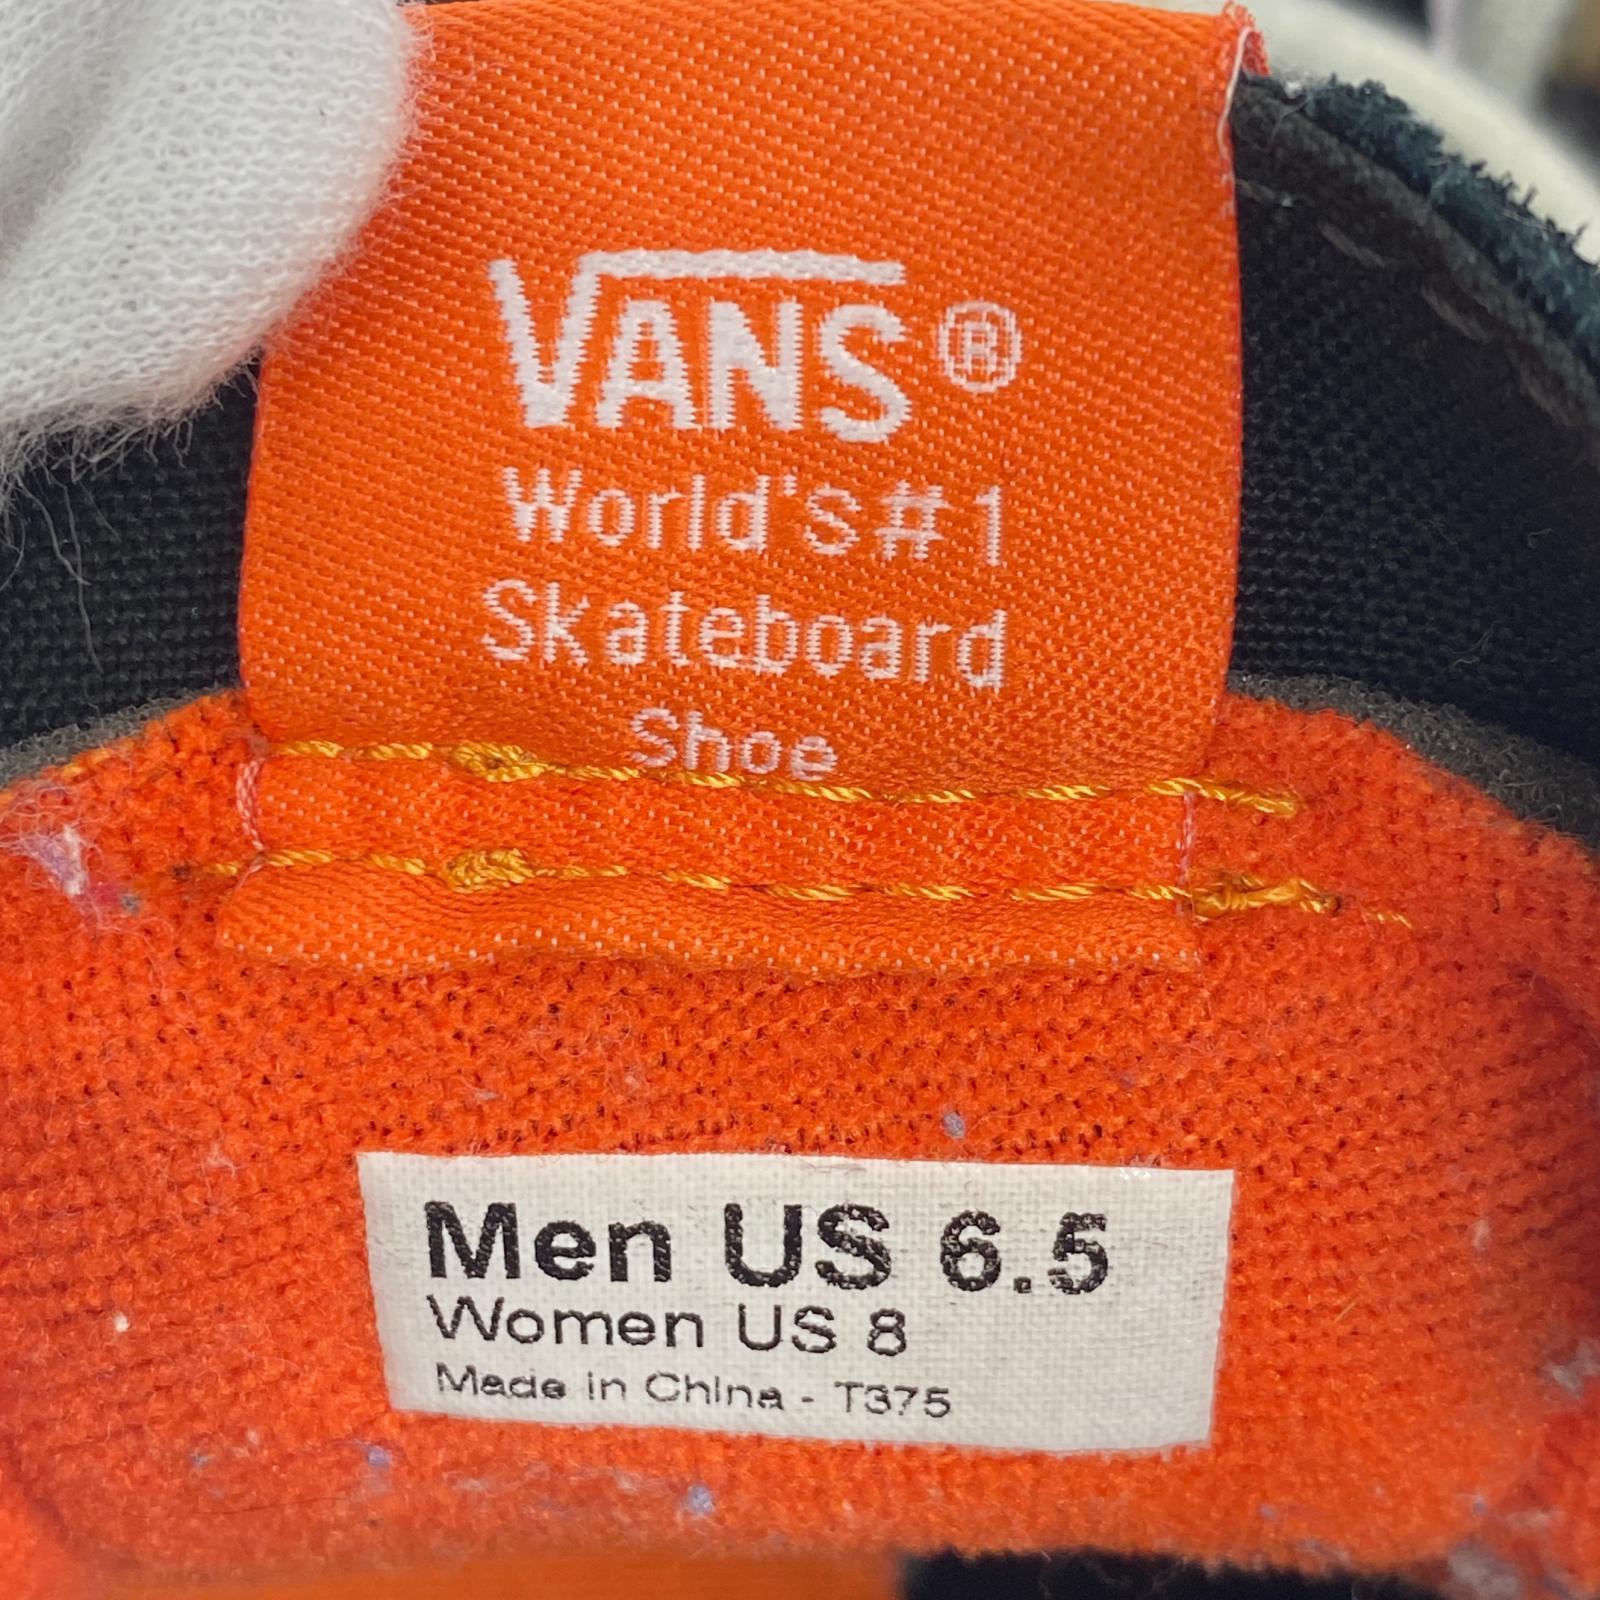 VANS®
World's #1
Skateboard
Shoe
Men US 6.5
Women US 8
Made in China - T375